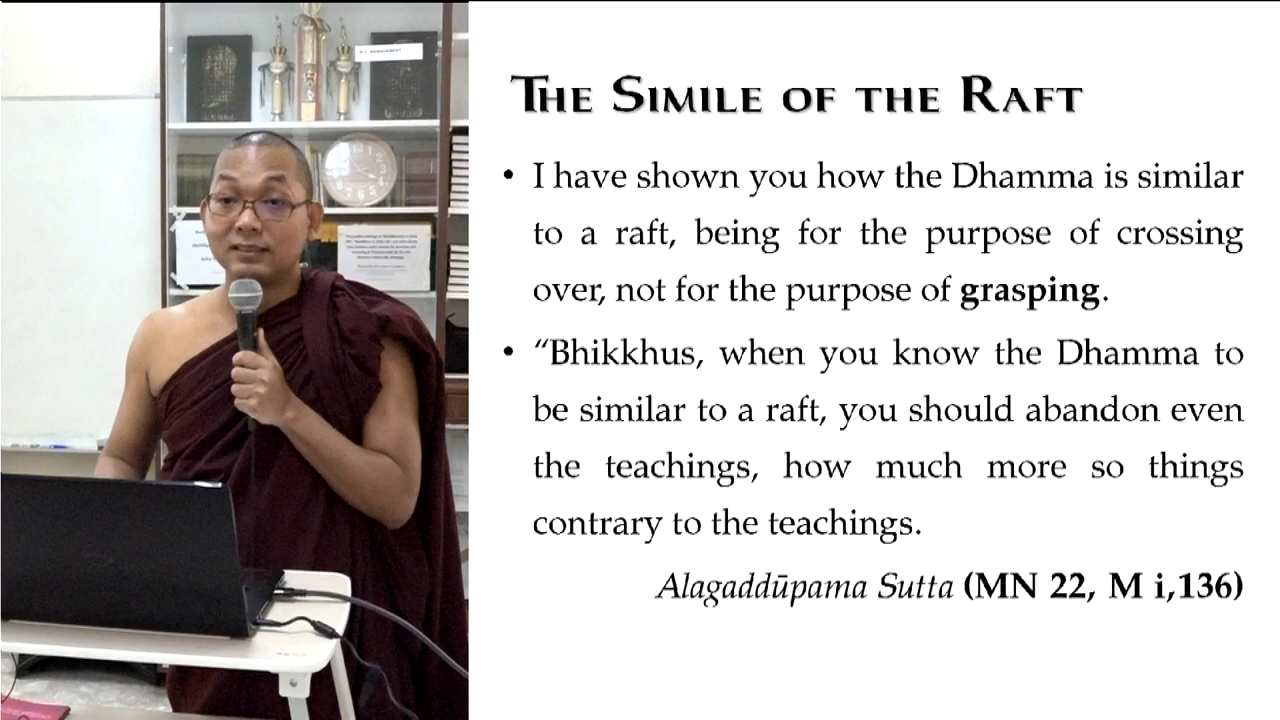 THE SIMILE OF THE RAFT
• I have shown you how the Dhamma is similar
to a raft, being for the purpose of crossing
over, not for the purpose of grasping.
• “Bhikkhus, when you know the Dhamma to
be similar to a raft, you should abandon even
the teachings, how much more so things
contrary to the teachings.
Alagaddūpama Sutta (MN 22, M i,136)